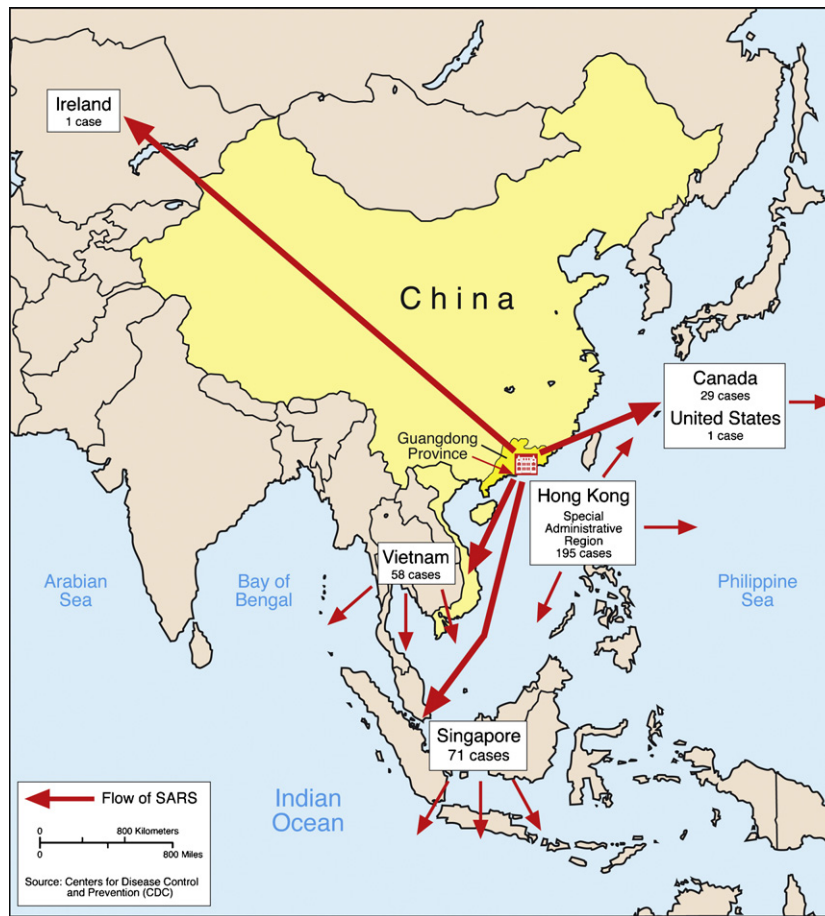 Ireland
1 case
China
Canada
29 cases
United States
1 case
Guangdong
Province
Hong Kong
Special
Administrative
Region
195 cases
Vietnam
58 cases
Arabian
Sea
Bay of
Bengal
Philippine
Sea
Singapore
71 cases
Indian
Ocean
Flow of SARS
0 800 Kilometers
0 800 Miles
Source: Centers for Disease Control
and Prevention (CDC)